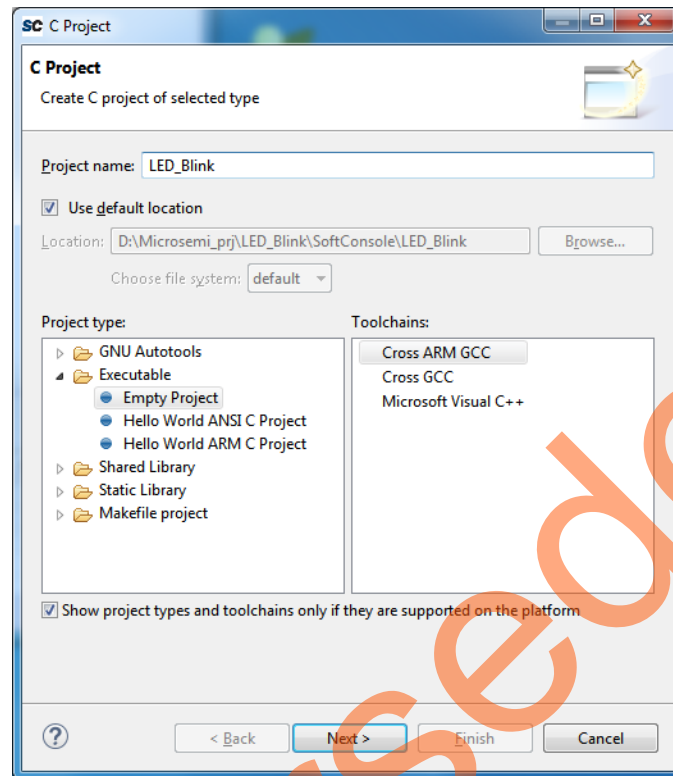 SC C Project
C Project
Create C project of selected type
Project name: LED_Blink
Use default location
Location: D:\Microsemi_prj\LED_Blink\SoftConsole\LED_Blink Browse...
Choose file system: default
Project type: Toolchains:
GNU Autotools Cross ARM GCC
Executable Cross GCC
Empty Project Microsoft Visual C++
Hello World ANSI C Project
Hello World ARM C Project
Shared Library
Static Library
Makefile project
Show project types and toolchains only if they are supported on the platform
? < Back Next > Finish Cancel